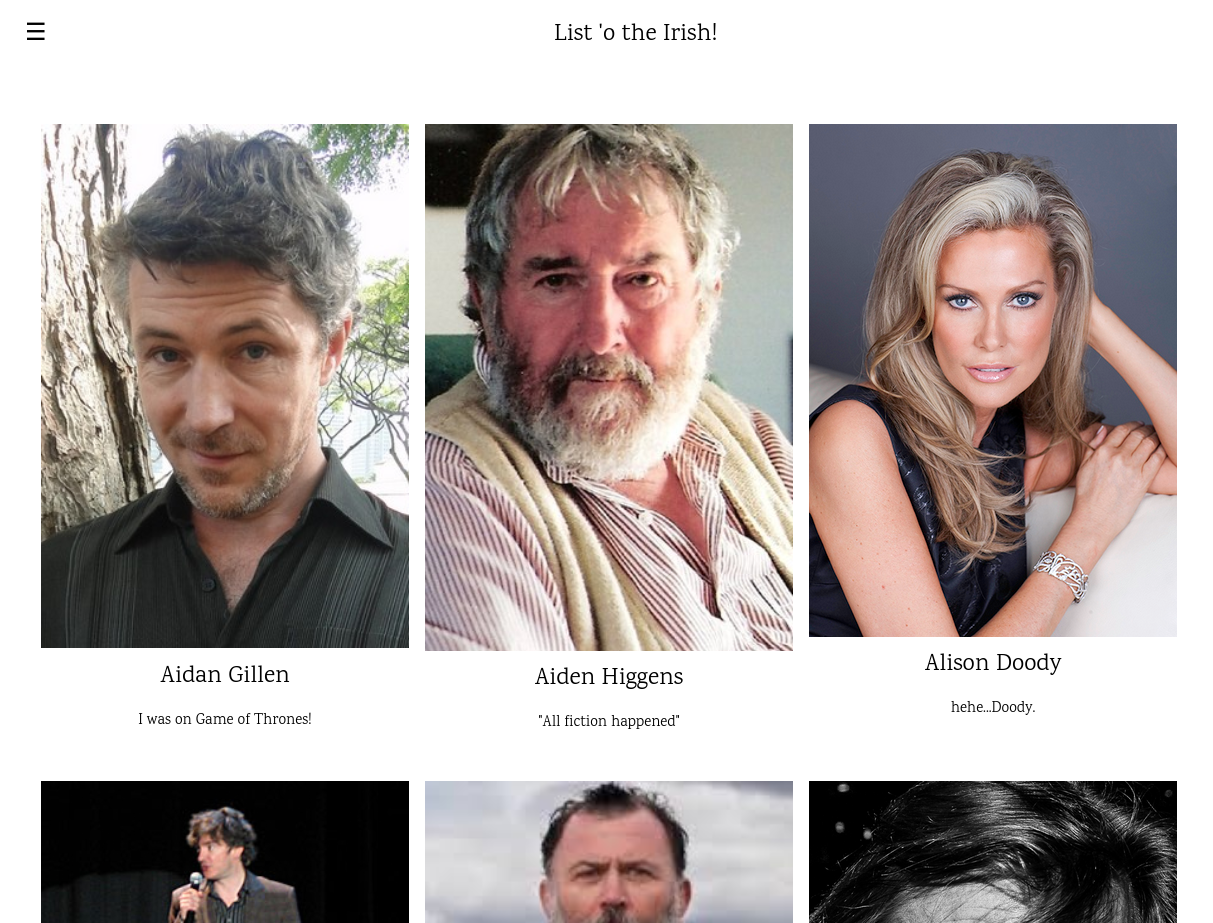 ☰ List 'o the Irish!
Aidan Gillen
I was on Game of Thrones!
Aiden Higgens
"All fiction happened"
Alison Doody
hehe...Doody.